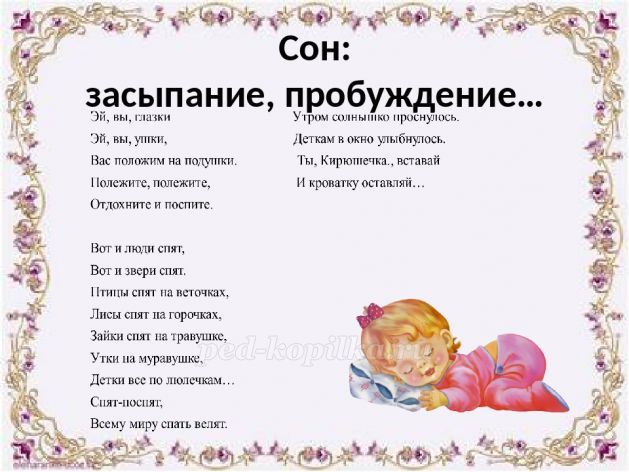 Сон:
засыпание, пробуждение…
Эй, вы, глазки
Эй, вы, ушки,
Вас положим на подушки.
Полежите, полежите,
Отдохните и поспите.
Вот и люди спят,
Вот и звери спят.
Птицы спят на веточках,
Лисы спят на горочках,
Зайки спят на травушке,
Утки на муравушке,
Детки все по люлечкам…
Спят-поспят,
Всему миру спать велят.
Утром солнышко проснулось.
Деткам в окно улыбнулось.
Ты, Кирюшечка., вставай
И кроватку оставляй…
ped-kopilka.ru